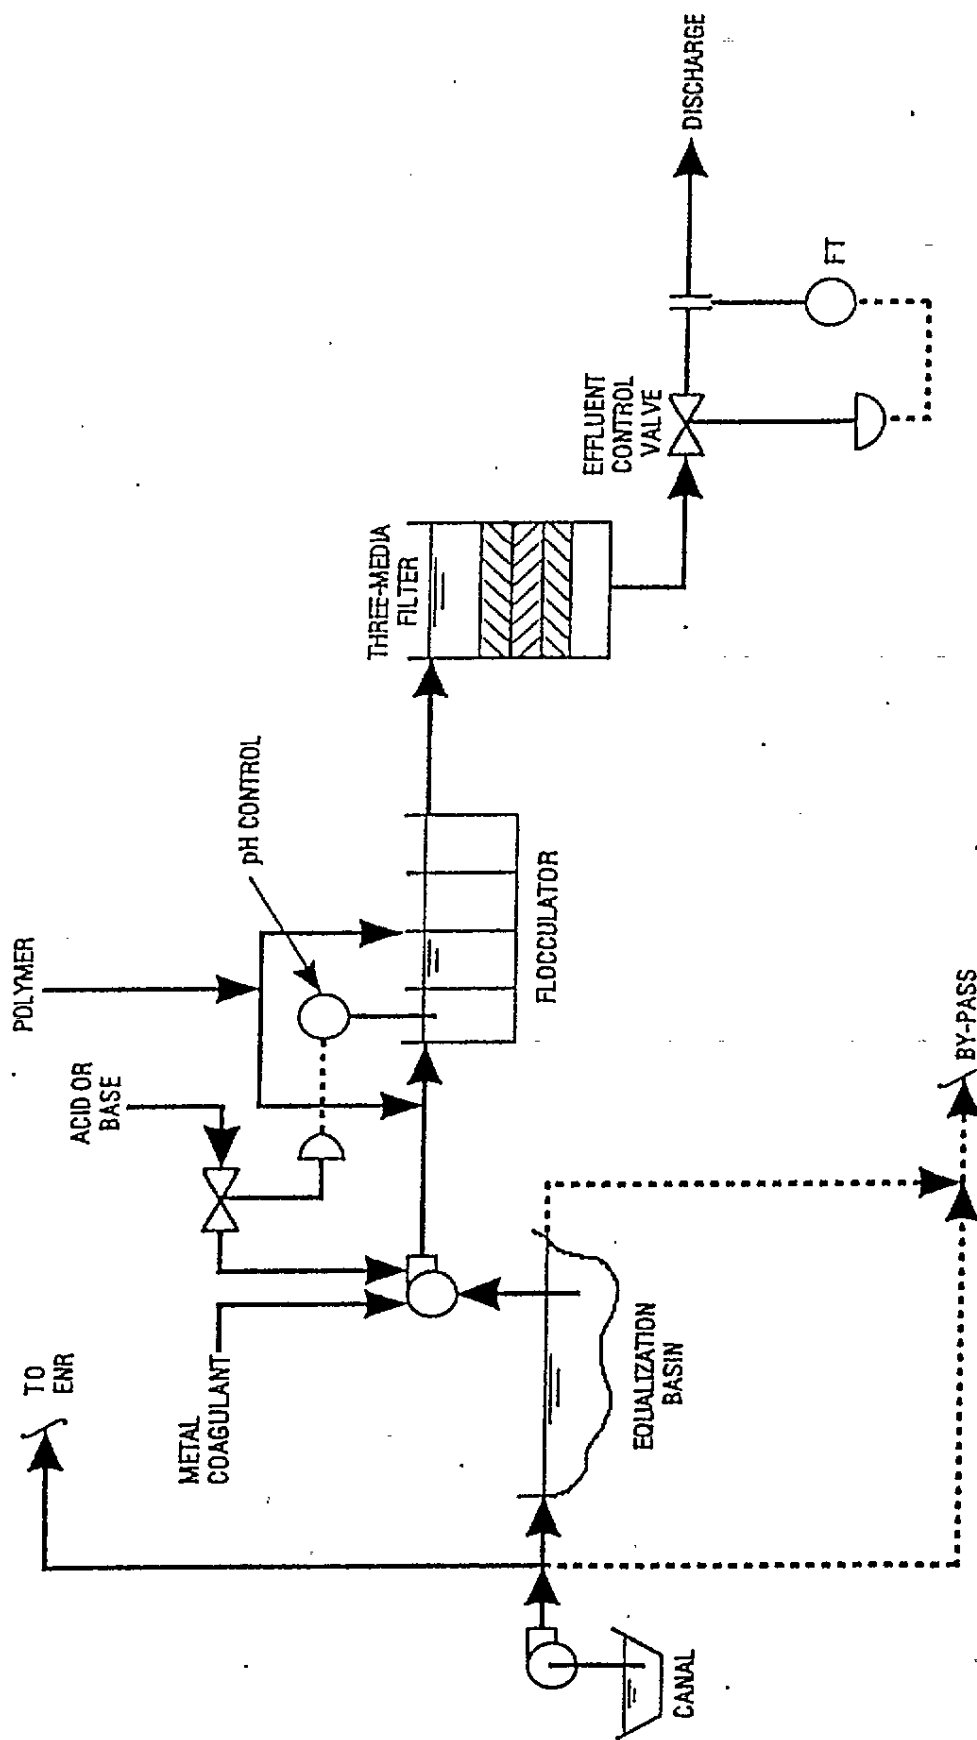 TO
ENR
METAL
COAGULANT
ACID OR
BASE
POLYMER
pH CONTROL
THREE-MEDIA
FILTER
EFFLUENT
CONTROL
VALVE
DISCHARGE
FT
FLOCCULATOR
EQUALIZATION
BASIN
CANAL
BY-PASS